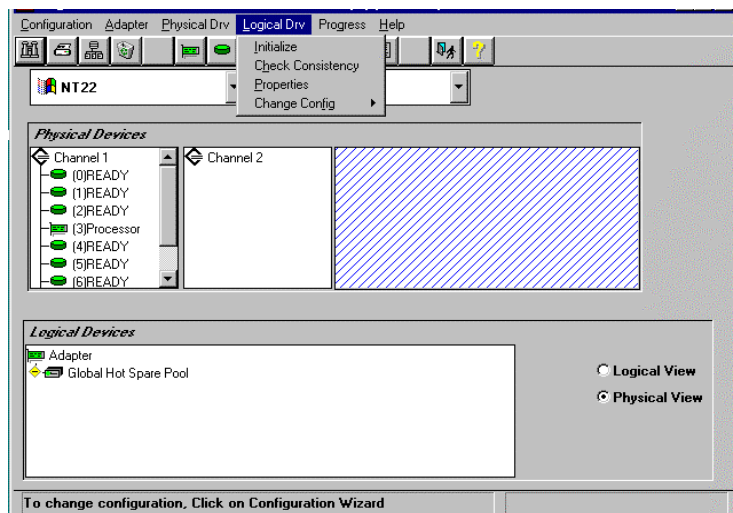 Configuration Adapter Physical Drv Logical Drv Progress Help
Initialize
Check Consistency
Properties
Change Config
NT22
Physical Devices
Channel 1
(0)READY
(1)READY
(2)READY
(3)Processor
(4)READY
(5)READY
(6)READY
Channel 2
Logical Devices
Adapter
Global Hot Spare Pool
Logical View
Physical View
To change configuration, Click on Configuration Wizard